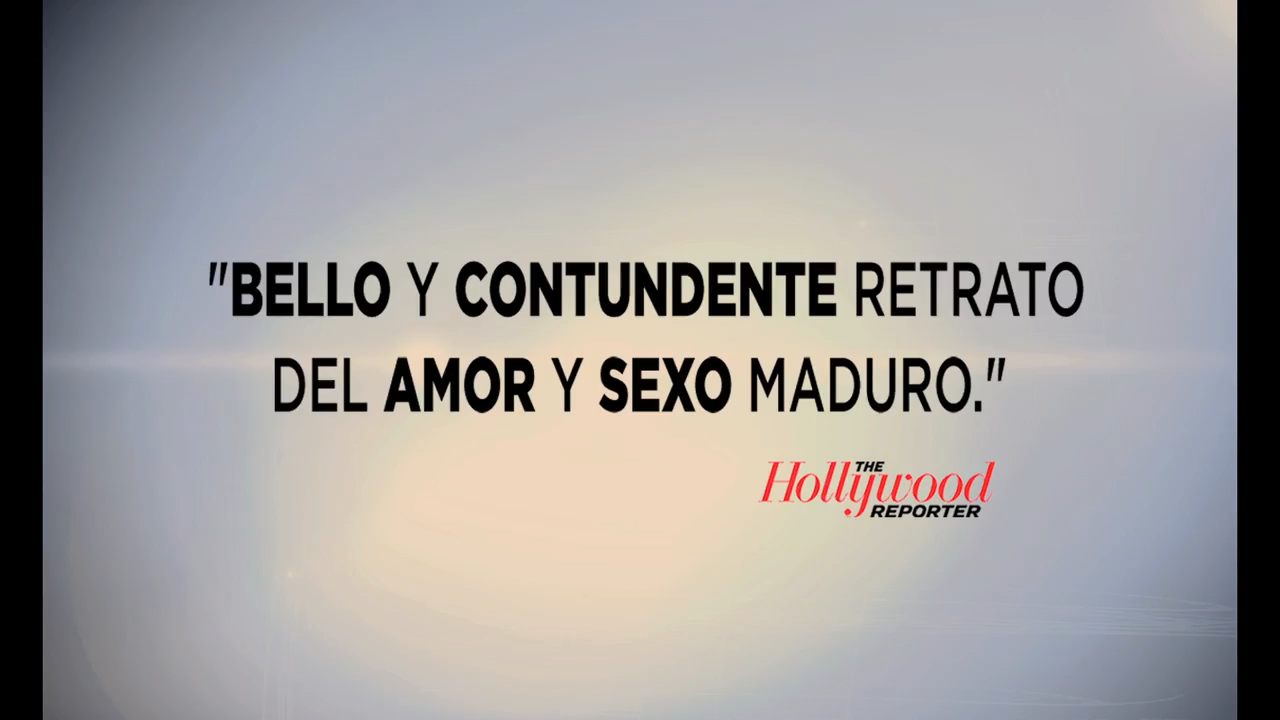 "BELLO Y CONTUNDENTE RETRATO
DEL AMOR Y SEXO MADURO."
THE
Hollywood
REPORTER